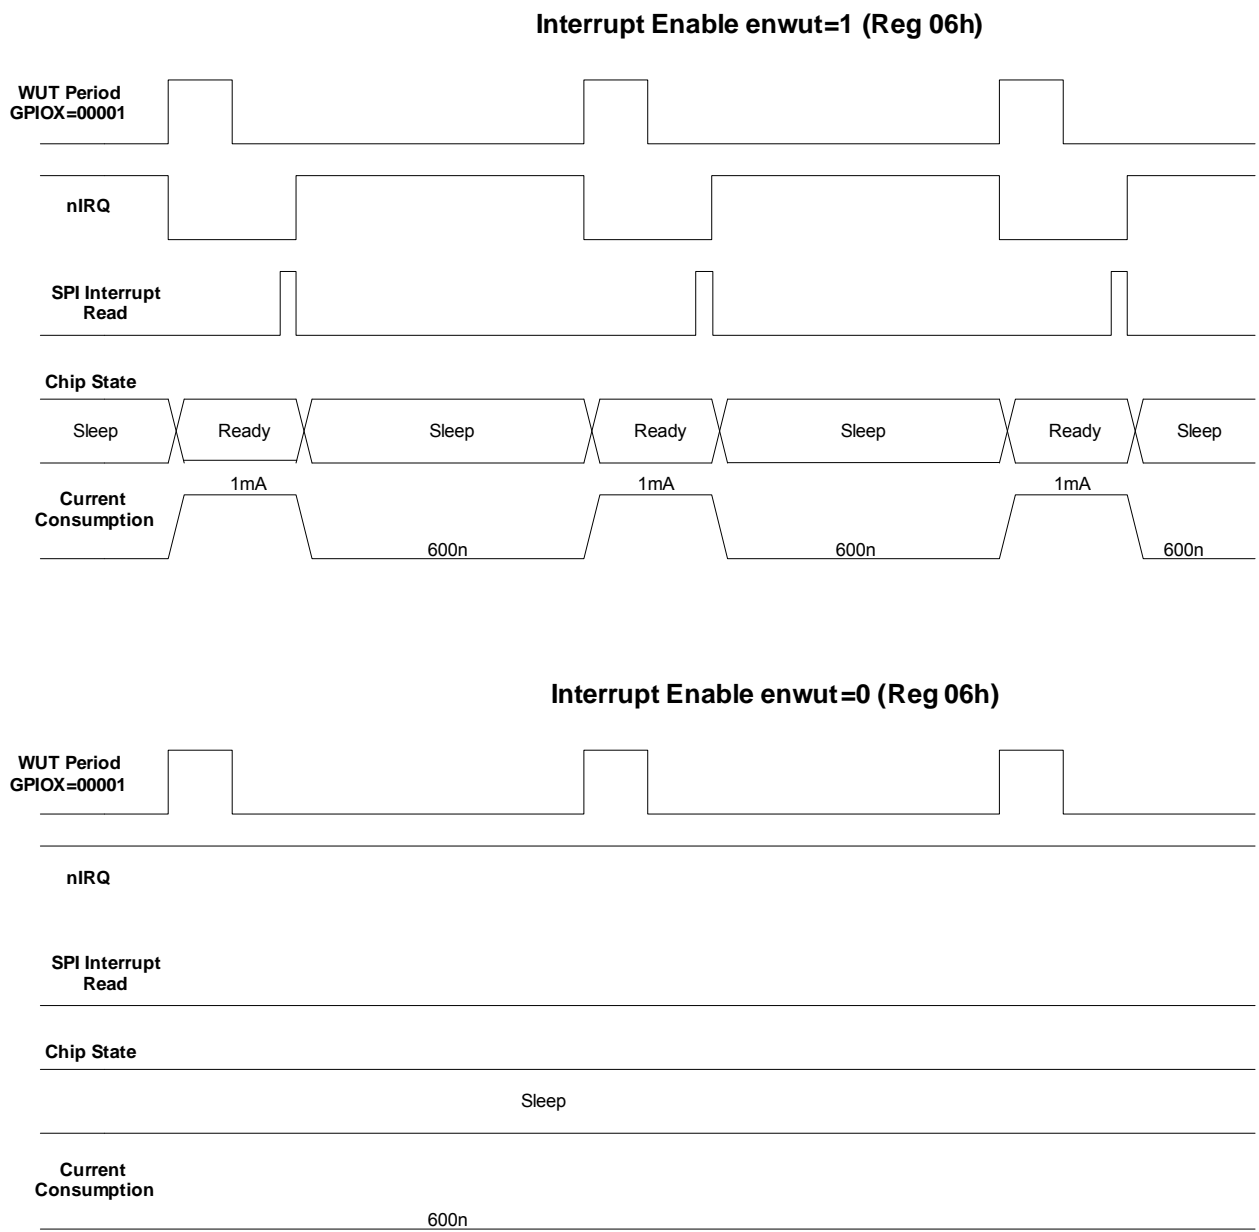 Interrupt Enable enwut=1 (Reg 06h)
WUT Period
GPIOX=00001
nIRQ
SPI Interrupt
Read
Chip State
Sleep Ready Sleep Ready Sleep Ready Sleep
1mA 1mA 1mA
Current
Consumption
600n 600n 600n
Interrupt Enable enwut=0 (Reg 06h)
WUT Period
GPIOX=00001
nIRQ
SPI Interrupt
Read
Chip State
Sleep
Current
Consumption
600n